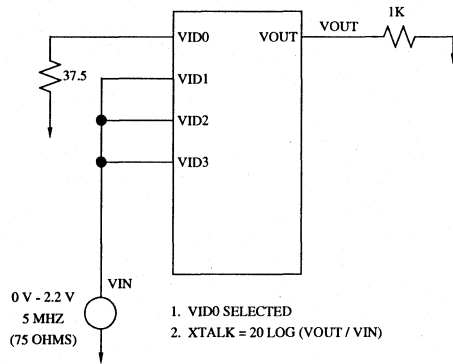 1K
VID0
VOUT
VOUT
37.5
VID1
VID2
VID3
VIN
0 V - 2.2 V
5 MHZ
(75 OHMS)
1. VID0 SELECTED
2. XTALK = 20 LOG (VOUT / VIN)